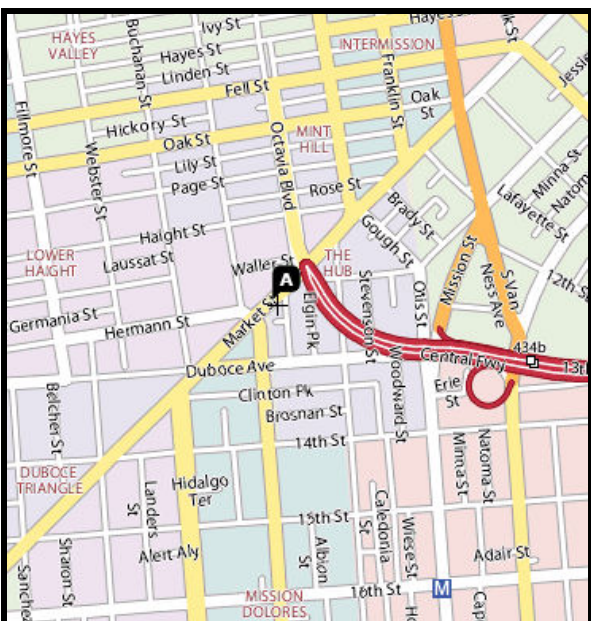 Ivy St
Hayes
HAYES
VALLEY
Buchanan St
Hayes St
INTERMISSION
Linden St
Franklin St
Jessie
Fell St
Oak
St
Fillmore St
Hickory St
Octavia Blvd
MINT
HILL
Oak St
Webster St
Lily St
Page St
Rose St
Minna St
Natom
Lafayette St
Brady St
Gough St
Haight St
LOWER
HAIGHT
Laussat St
Waller St
THE
HUB
A
Mission St
S Van
Ness Ave
12th S
Stevenson St
Otis St
Elgin Pk
Market S
Germania St
Hermann St
434b
Central Fwy
13th
Woodward St
Duboce Ave
Erie
St
Clinton Pk
Belcher St
Brosnan St
14th St
Minna St
Natoma St
DUBOCE
TRIANGLE
Hidalgo
Ter
Landers
St
Caledonia
St
15th St
Wiese St
Sharon St
Alert Aly
Albion
St
Adair St
Sanchez
16th St
M
MISSION
DOLORES
Ho
Cap